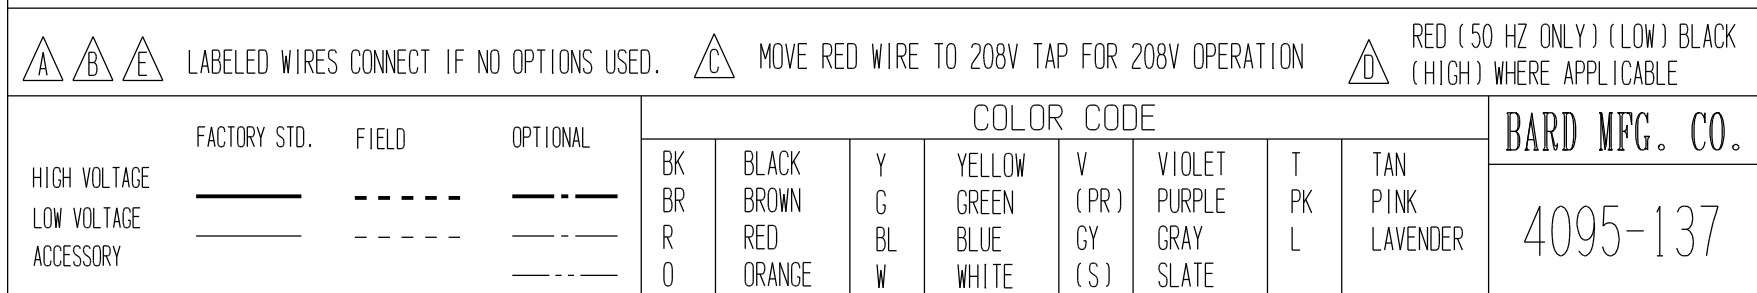 A B E LABELED WIRES CONNECT IF NO OPTIONS USED. C MOVE RED WIRE TO 208V TAP FOR 208V OPERATION D RED (50 HZ ONLY) (LOW) BLACK
(HIGH) WHERE APPLICABLE
FACTORY STD. FIELD OPTIONAL
HIGH VOLTAGE
LOW VOLTAGE
ACCESSORY
COLOR CODE
BK BLACK Y YELLOW V VIOLET T TAN
BR BROWN G GREEN (PR) PURPLE PK PINK
R RED BL BLUE GY GRAY L LAVENDER
O ORANGE W WHITE (S) SLATE
BARD MFG. CO.
4095-137